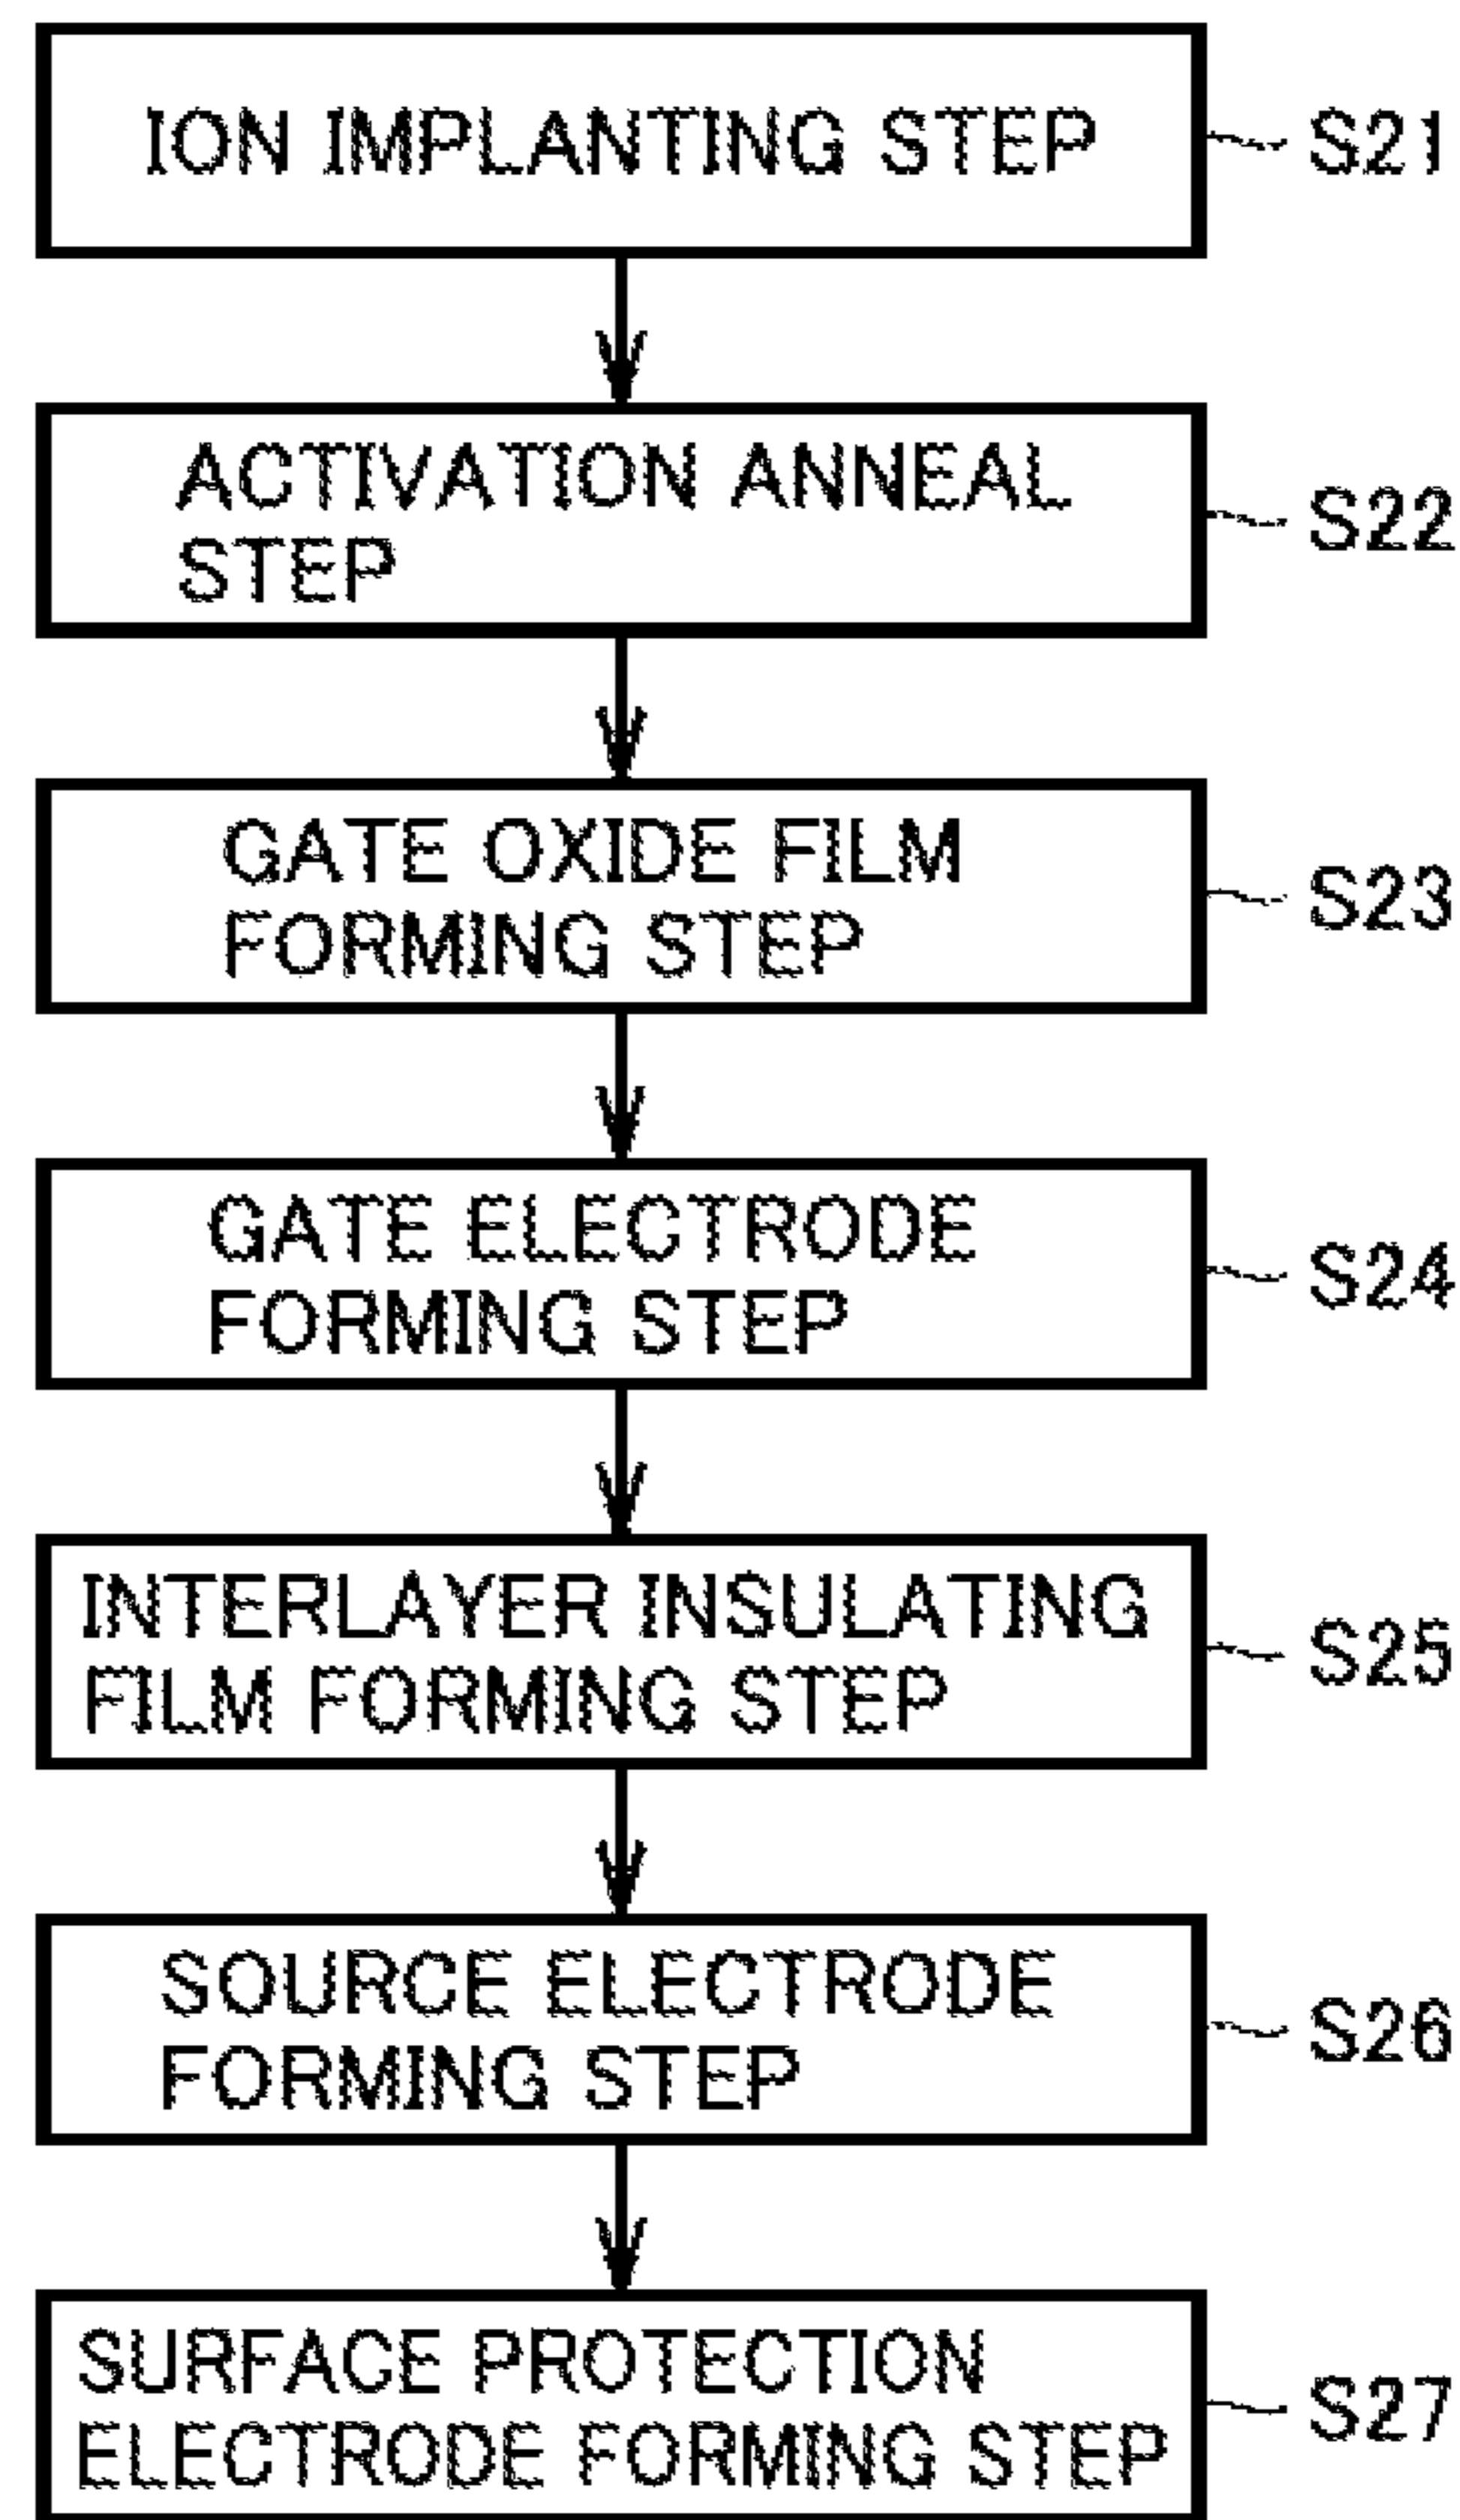 ION IMPLANTING STEP
S21
ACTIVATION ANNEAL
STEP
S22
GATE OXIDE FILM
FORMING STEP
S23
GATE ELECTRODE
FORMING STEP
S24
INTERLAYER INSULATING
FILM FORMING STEP
S25
SOURCE ELECTRODE
FORMING STEP
S26
SURFACE PROTECTION
ELECTRODE FORMING STEP
S27